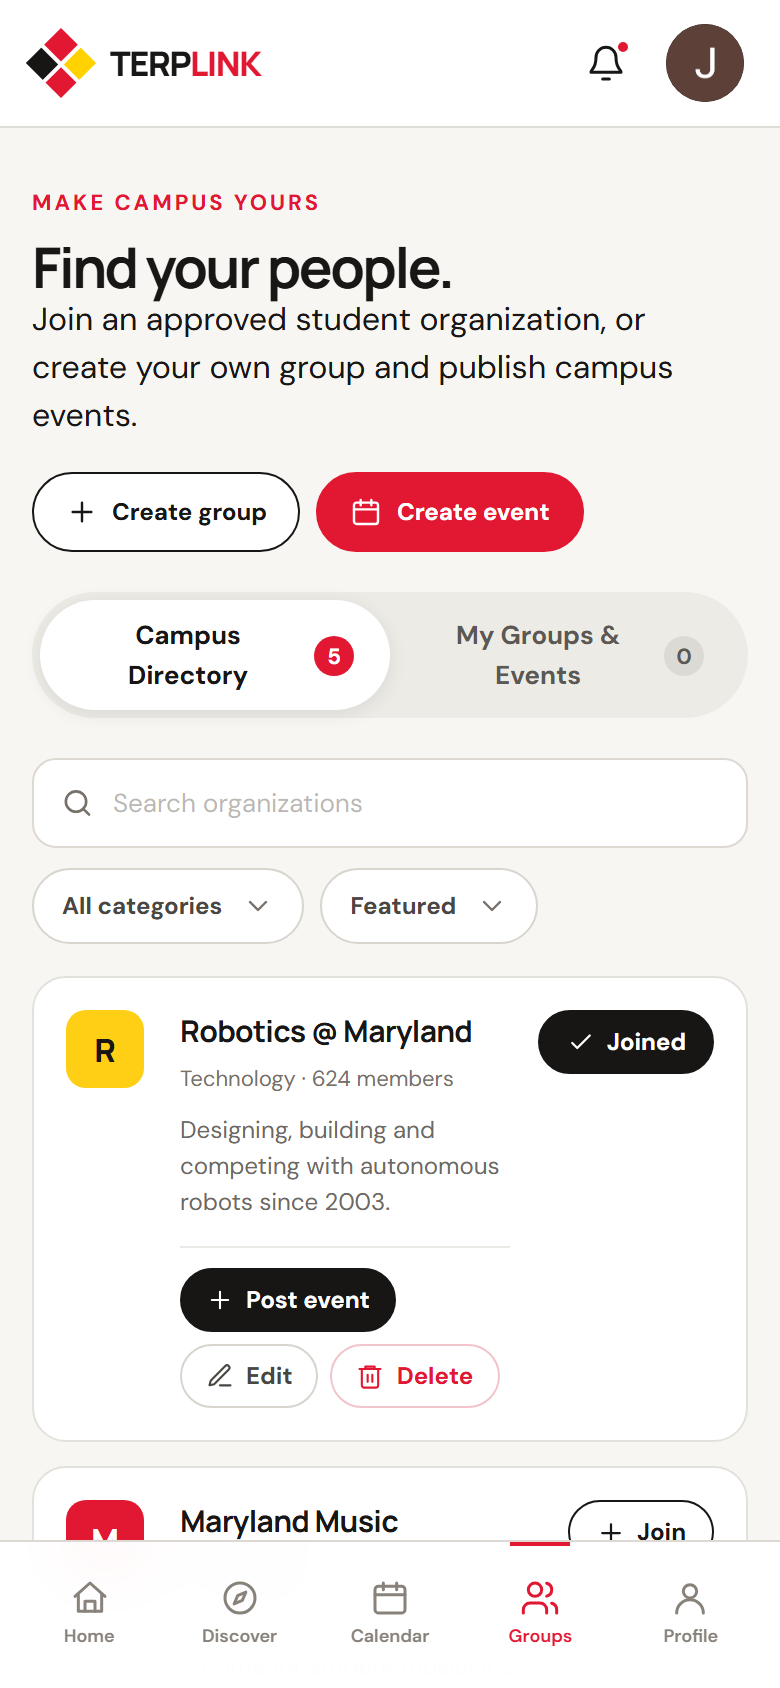 TERPLINK
J
MAKE CAMPUS YOURS
Find your people.
Join an approved student organization, or
create your own group and publish campus
events.
Create group
Create event
Campus
Directory
5
My Groups &
Events
0
Search organizations
All categories
Featured
R
Robotics @ Maryland
Joined
Technology · 624 members
Designing, building and
competing with autonomous
robots since 2003.
Post event
Edit
Delete
M
Maryland Music
Join
Home
Discover
Calendar
Groups
Profile